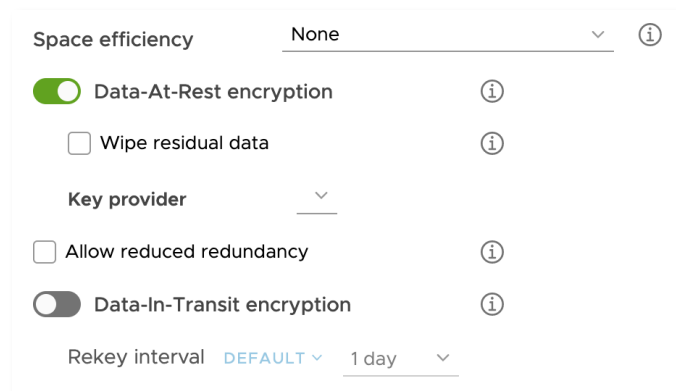 Space efficiency None
Data-At-Rest encryption
Wipe residual data
Key provider
Allow reduced redundancy
Data-In-Transit encryption
Rekey interval DEFAULT 1 day